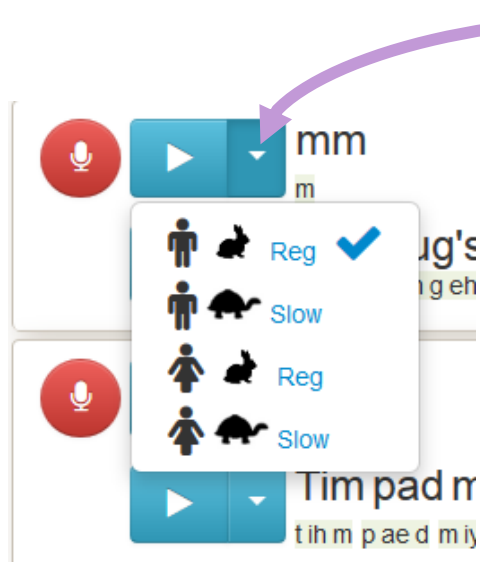 mm
m
Reg
Slow
Reg
Slow
ug's
g eh
Tim pad m
t ih m p ae d m iy